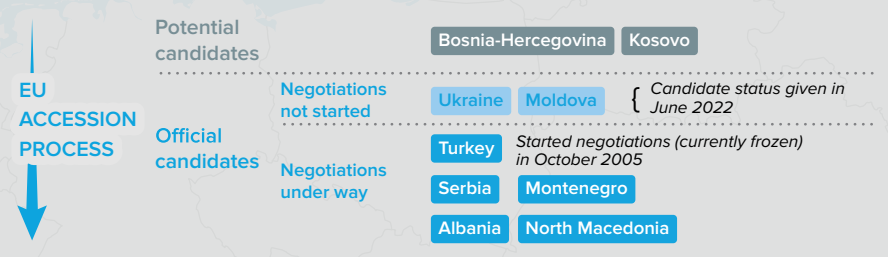 EU
ACCESSION
PROCESS
Potential
candidates
Bosnia-Hercegovina
Kosovo
Official
candidates
Negotiations
not started
Ukraine
Moldova
{ Candidate status given in
June 2022
Negotiations
under way
Turkey
Started negotiations (currently frozen)
in October 2005
Serbia
Montenegro
Albania
North Macedonia